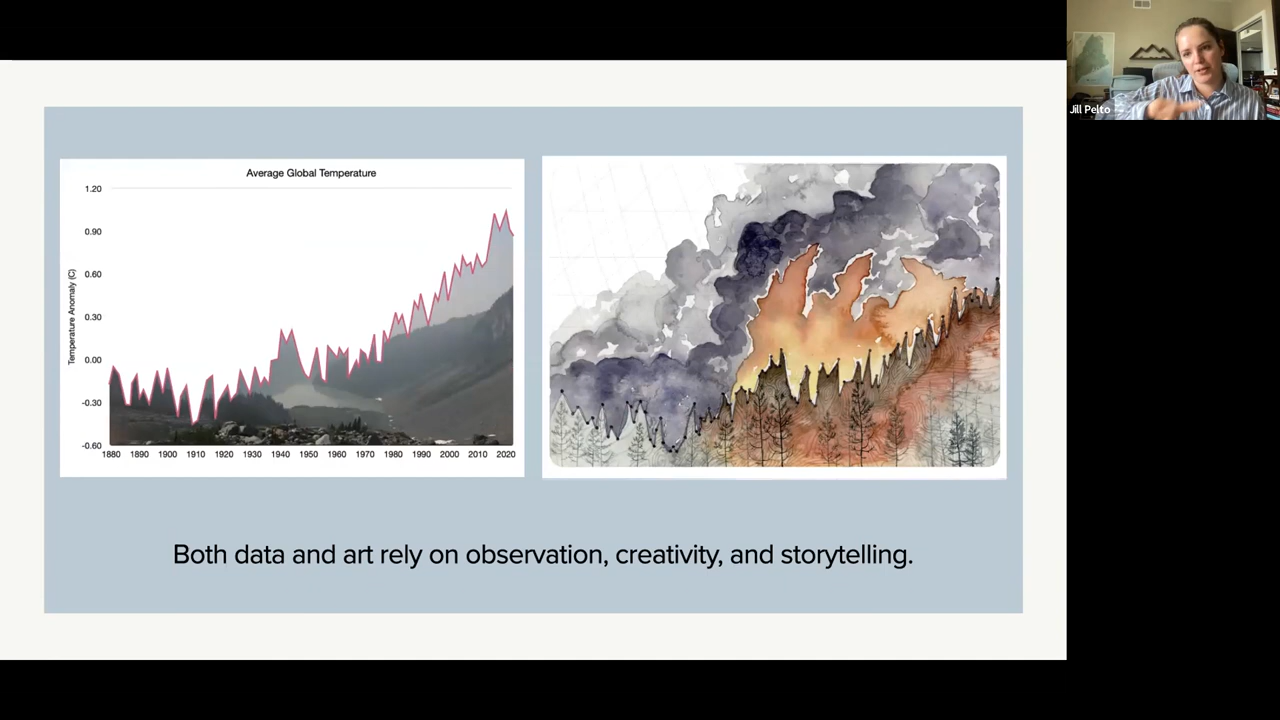 Jill Pelto
Average Global Temperature
Temperature Anomaly (C)
1.20
0.90
0.60
0.30
0.00
-0.30
-0.60
1880 1890 1900 1910 1920 1930 1940 1950 1960 1970 1980 1990 2000 2010 2020
Both data and art rely on observation, creativity, and storytelling.